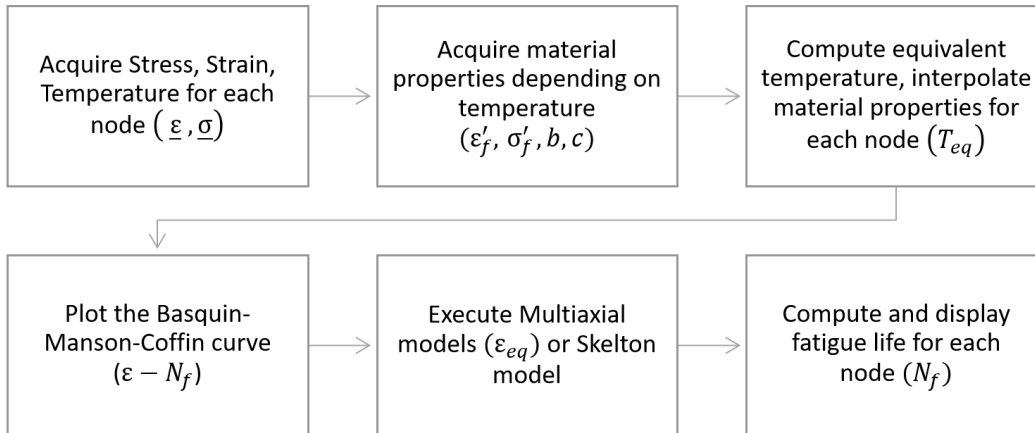 Acquire Stress, Strain,
Temperature for each
node ( ε , σ )
Acquire material
properties depending on
temperature
(ε′f, σ′f , b, c)
Compute equivalent
temperature, interpolate
material properties for
each node (Teq)
Plot the Basquin-
Manson-Coffin curve
(ε − Nf)
Execute Multiaxial
models (εeq) or Skelton
model
Compute and display
fatigue life for each
node (Nf)